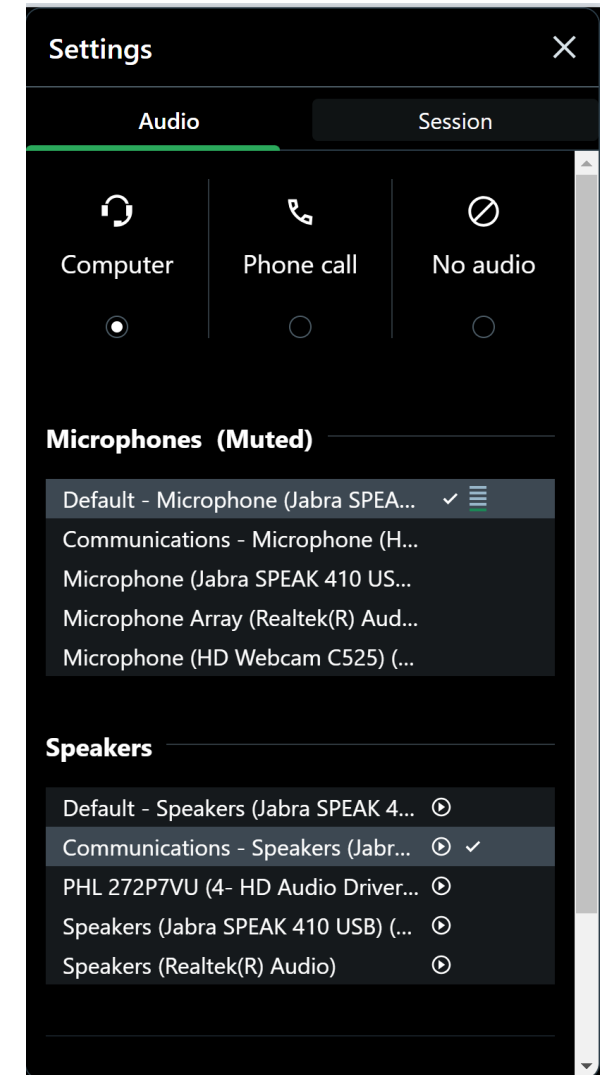 Settings
Audio Session
Computer Phone call No audio
Microphones (Muted)
Default - Microphone (Jabra SPEA...
Communications - Microphone (H...
Microphone (Jabra SPEAK 410 US...
Microphone Array (Realtek(R) Aud...
Microphone (HD Webcam C525) (...
Speakers
Default - Speakers (Jabra SPEAK 4...
Communications - Speakers (Jabr...
PHL 272P7VU (4- HD Audio Driver...
Speakers (Jabra SPEAK 410 USB) (...
Speakers (Realtek(R) Audio)